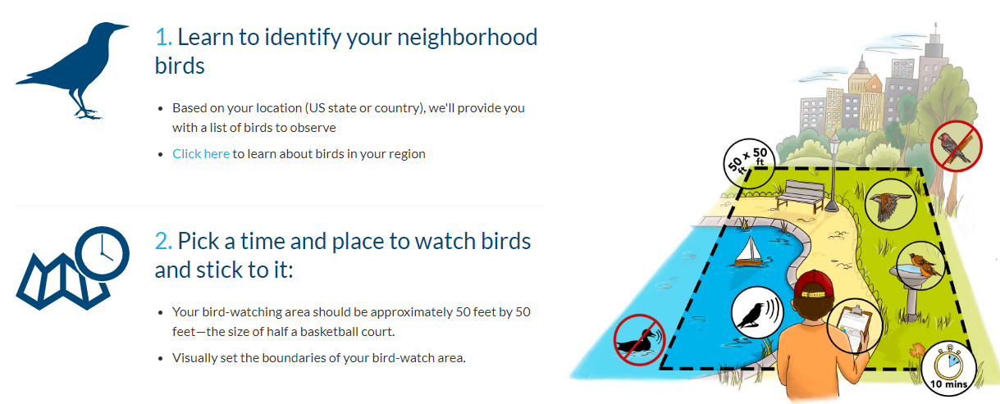 1. Learn to identify your neighborhood
birds
Based on your location (US state or country), we'll provide you
with a list of birds to observe
Click here to learn about birds in your region
2. Pick a time and place to watch birds
and stick to it:
Your bird-watching area should be approximately 50 feet by 50
feet—the size of half a basketball court.
Visually set the boundaries of your bird-watch area.
50 x 50
ft ft
10 mins